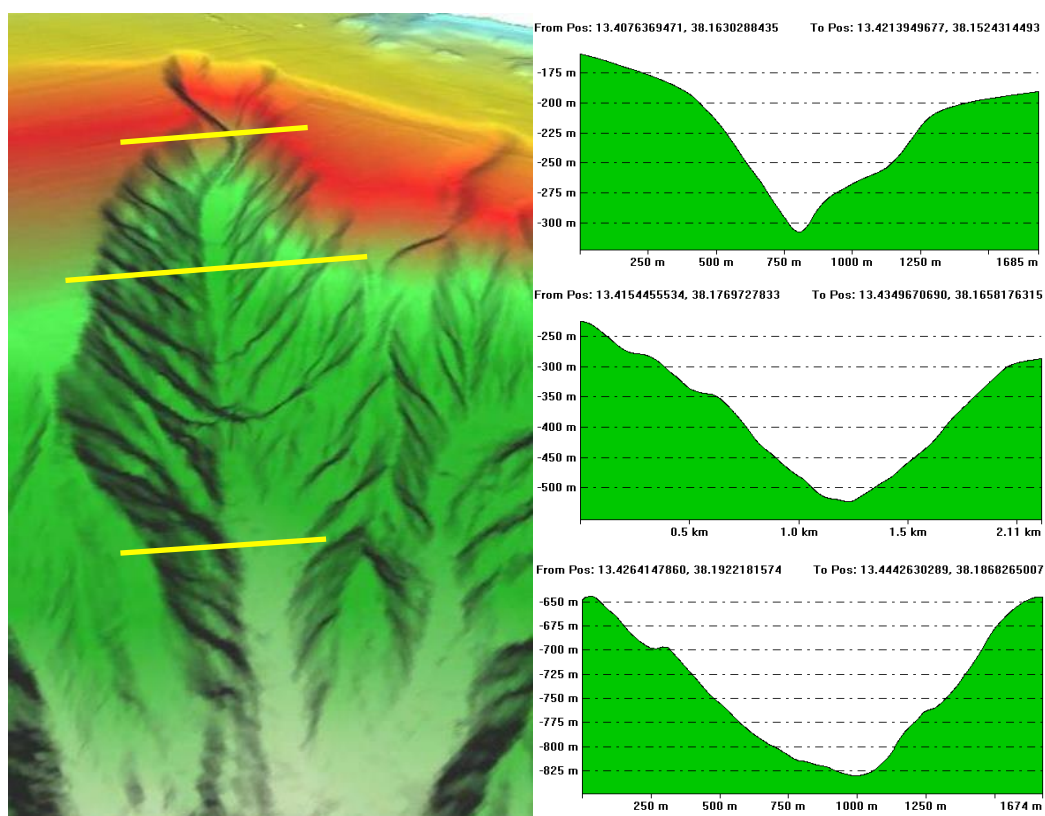 From Pos: 13.4076369471, 38.1630288435 To Pos: 13.4213949677, 38.1524314493
-175 m
-200 m
-225 m
-250 m
-275 m
-300 m
250 m 500 m 750 m 1000 m 1250 m 1685 m
From Pos: 13.4154455534, 38.1769727833 To Pos: 13.4349670690, 38.1658176315
-250 m
-300 m
-350 m
-400 m
-450 m
-500 m
0.5 km 1.0 km 1.5 km 2.11 km
From Pos: 13.4264147860, 38.1922181574 To Pos: 13.4442630289, 38.1868265007
-650 m
-675 m
-700 m
-725 m
-750 m
-775 m
-800 m
-825 m
250 m 500 m 750 m 1000 m 1250 m 1674 m